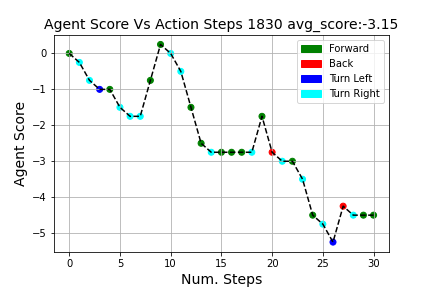 Agent Score Vs Action Steps 1830 avg_score:-3.15
Forward
Back
Turn Left
Turn Right
Agent Score
0
−1
−2
−3
−4
−5
0 5 10 15 20 25 30
Num. Steps